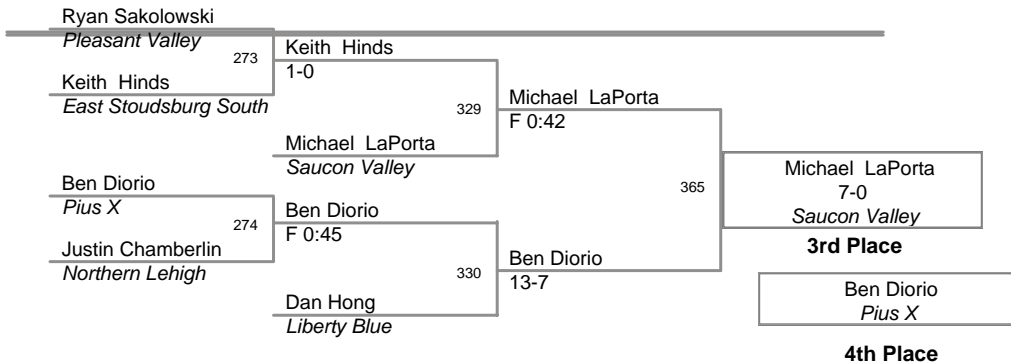 Ryan Sakolowski
Pleasant Valley
273
Keith Hinds
East Stoudsburg South
Keith Hinds
1-0
329
Michael LaPorta
Saucon Valley
Michael LaPorta
F 0:42
Ben Diorio
Pius X
274
Justin Chamberlin
Northern Lehigh
Ben Diorio
F 0:45
330
Dan Hong
Liberty Blue
Ben Diorio
13-7
365
Michael LaPorta
7-0
Saucon Valley
3rd Place
Ben Diorio
Pius X
4th Place